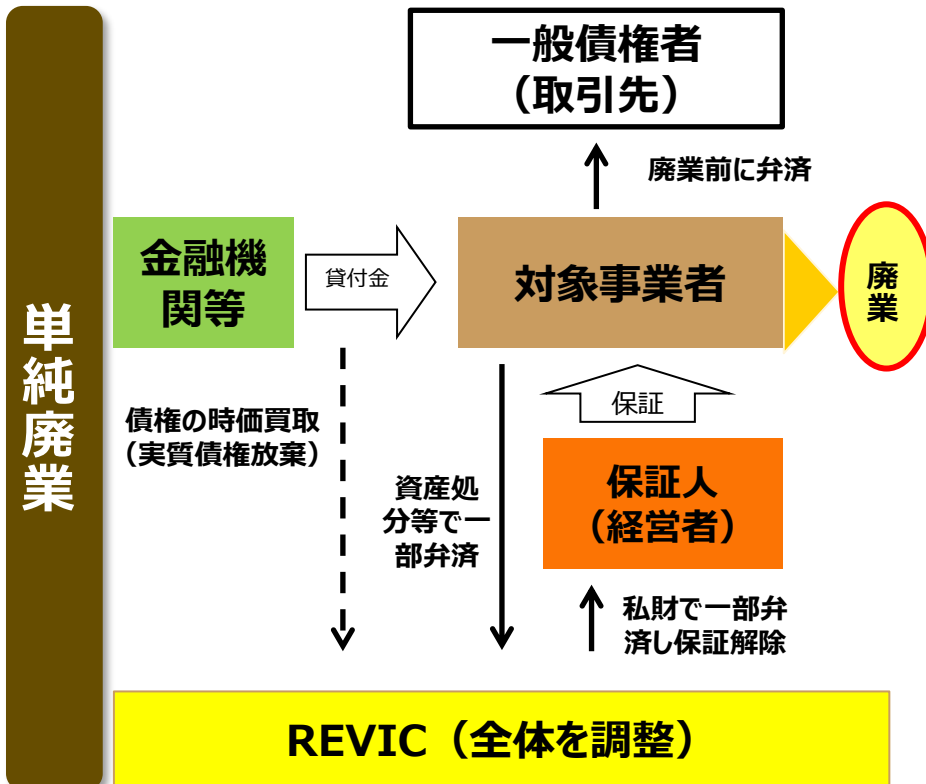 単純廃業
一般債権者
（取引先）
廃業前に弁済
金融機
関等
貸付金
対象事業者
廃業
債権の時価買取
（実質債権放棄）
資産処
分等で一
部弁済
保証
保証人
（経営者）
私財で一部弁
済し保証解除
REVIC（全体を調整）